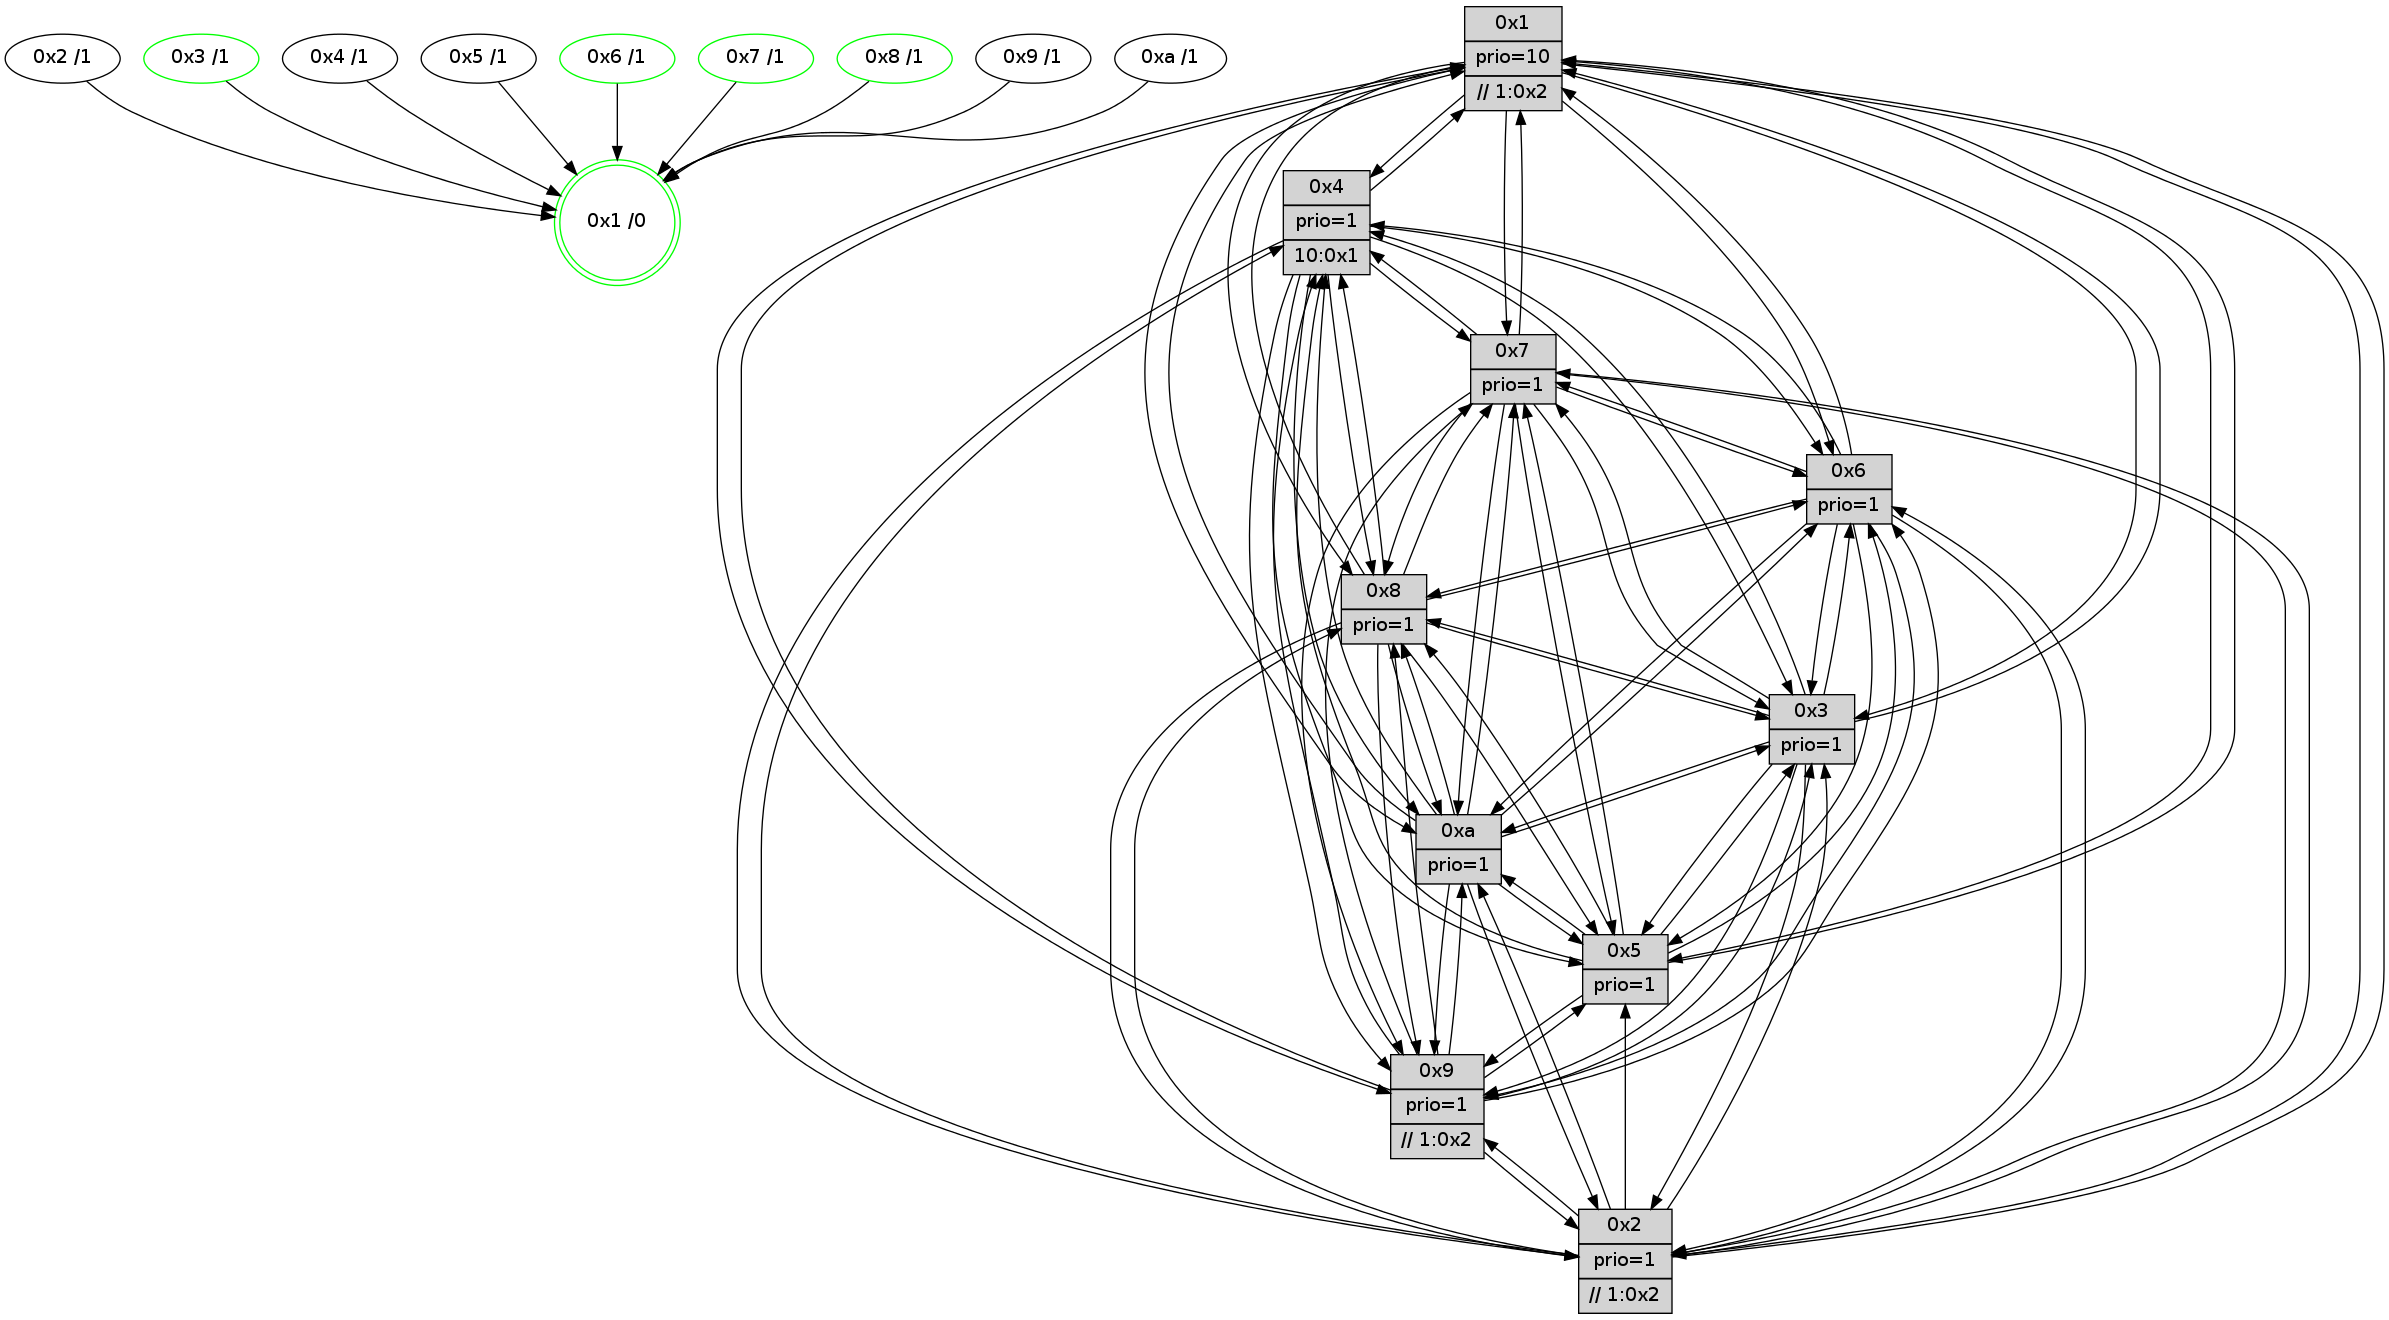 0x2 /1
0x3 /1
0x4 /1
0x5 /1
0x6 /1
0x7 /1
0x8 /1
0x9 /1
0xa /1
0x1 /0
0x1
prio=10
// 1:0x2
0x4
prio=1
10:0x1
0x7
prio=1
0x6
prio=1
0x8
prio=1
0x3
prio=1
0xa
prio=1
0x5
prio=1
0x9
prio=1
// 1:0x2
0x2
prio=1
// 1:0x2